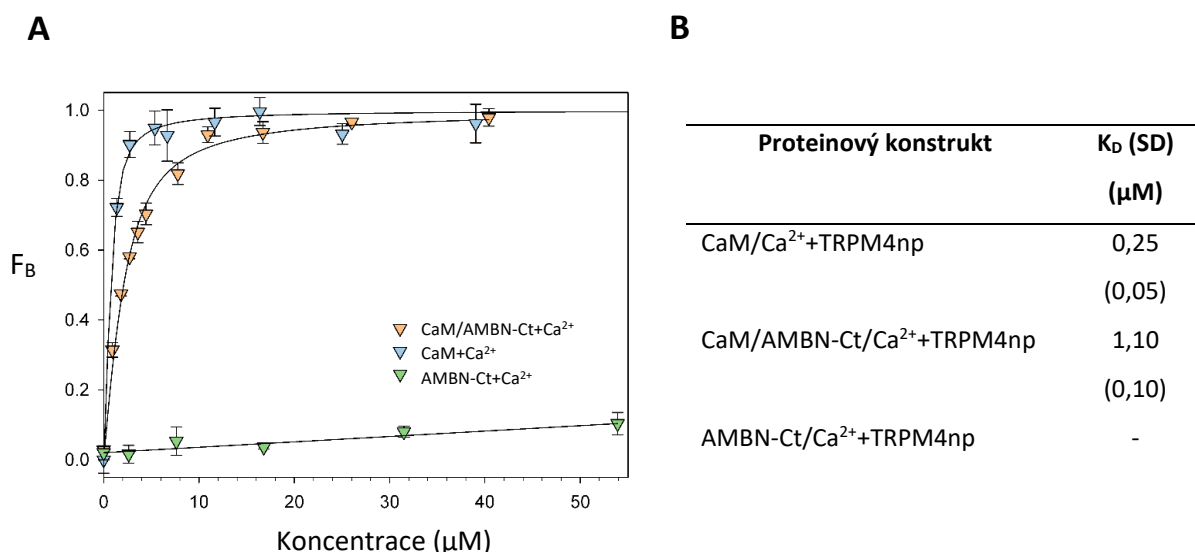 A
1.0
0.8
0.6
0.4
0.2
0.0
F_B
0
10
20
30
40
50
Koncentrace (µM)
CaM/AMBN-Ct+Ca²⁺
CaM+Ca²⁺
AMBN-Ct+Ca²⁺
B
Proteinový konstrukt K_D (SD)
(µM)
CaM/Ca²⁺+TRPM4np 0,25
(0,05)
CaM/AMBN-Ct/Ca²⁺+TRPM4np 1,10
(0,10)
AMBN-Ct/Ca²⁺+TRPM4np -